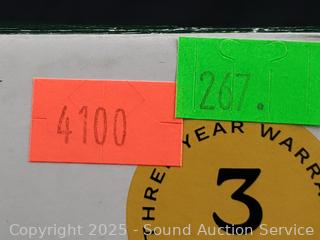 4100
267.
THREE YEAR WARRA
3
Copyright 2025 - Sound Auction Service